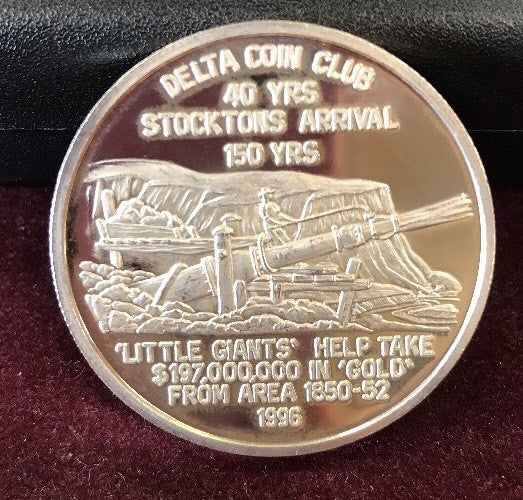 DELTA COIN CLUB
40 YRS
STOCKTONS ARRIVAL
150 YRS
'LITTLE GIANTS' HELP TAKE
$197,000,000 IN 'GOLD'
FROM AREA 1850-52
1996